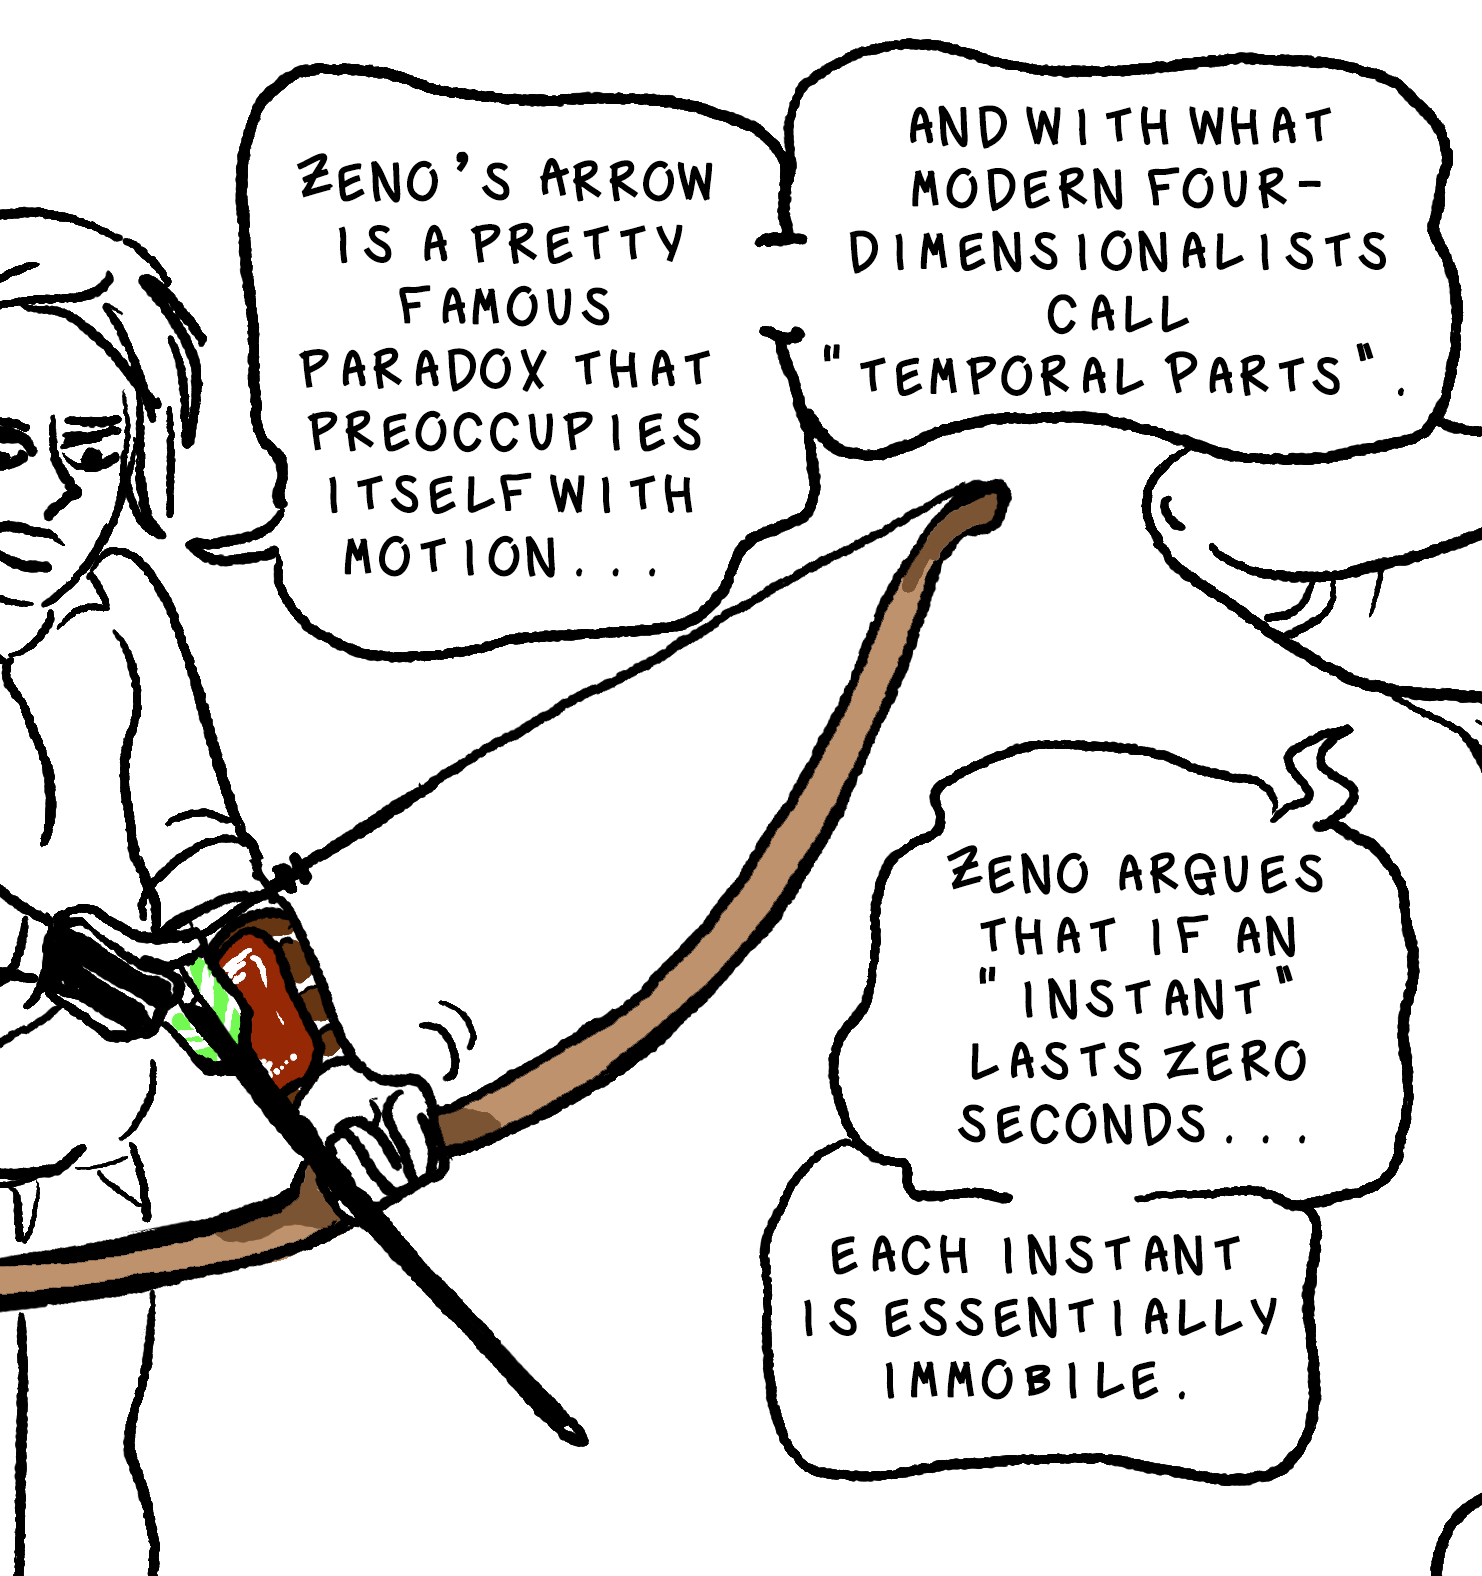 ZENO'S ARROW
IS A PRETTY
FAMOUS
PARADOX THAT
PREOCCUPIES
ITSELF WITH
MOTION...
AND WITH WHAT
MODERN FOUR-
DIMENSIONALISTS
CALL
"TEMPORAL PARTS".
ZENO ARGUES
THAT IF AN
"INSTANT"
LASTS ZERO
SECONDS...
EACH INSTANT
IS ESSENTIALLY
IMMOBILE.